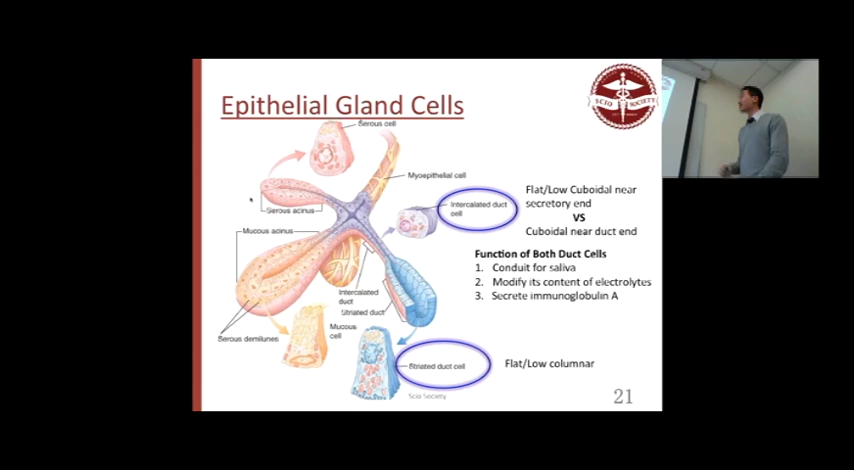 Epithelial Gland Cells
SCIO SOCIETY
Serous cell
Myoepithelial cell
Serous acinus
Intercalated duct
cell
Flat/Low Cuboidal near
secretory end
VS
Cuboidal near duct end
Mucous acinus
Function of Both Duct Cells
1. Conduit for saliva
2. Modify its content of electrolytes
3. Secrete immunoglobulin A
Intercalated
duct
Striated duct
Serous demilunes
Mucous
cell
Striated duct cell
Flat/Low columnar
Scio Society
21